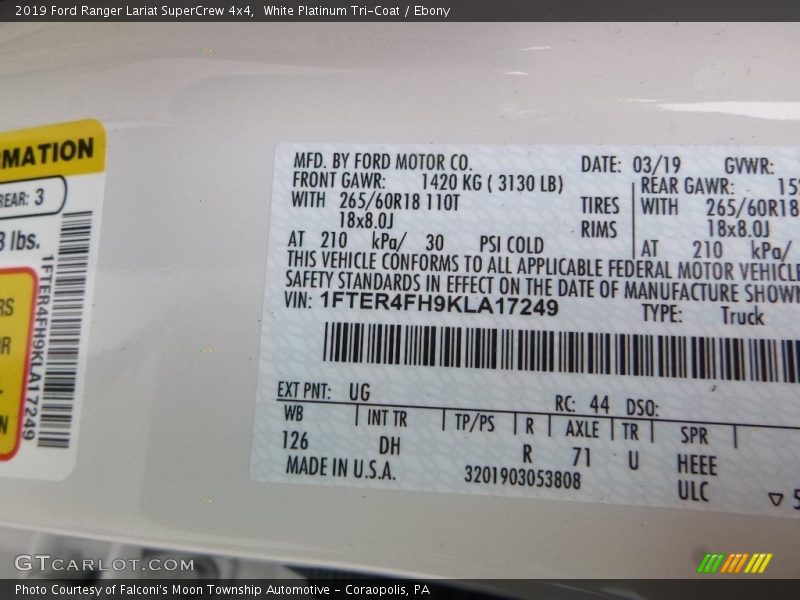 2019 Ford Ranger Lariat SuperCrew 4x4,  White Platinum Tri-Coat / Ebony
RMATION
REAR: 3
lbs.
1FTER4FH9KLA17249
MFD. BY FORD MOTOR CO.
DATE: 03/19
GVWR:
FRONT GAWR: 1420 KG ( 3130 LB)
REAR GAWR: 15
WITH 265/60R18 110T
TIRES
WITH 265/60R18
18x8.0J
RIMS
18x8.0J
AT 210 kPa/ 30 PSI COLD
AT 210 kPa/
THIS VEHICLE CONFORMS TO ALL APPLICABLE FEDERAL MOTOR VEHICLE
SAFETY STANDARDS IN EFFECT ON THE DATE OF MANUFACTURE SHOWN
VIN: 1FTER4FH9KLA17249
TYPE: Truck
EXT PNT: UG
RC: 44 DSO:
WB INT TR TP/PS R AXLE TR SPR
126 DH R 71 U HEEE
MADE IN U.S.A.
3201903053808
ULC
5
GTCARLOT.COM
Photo Courtesy of Falconi's Moon Township Automotive - Coraopolis, PA